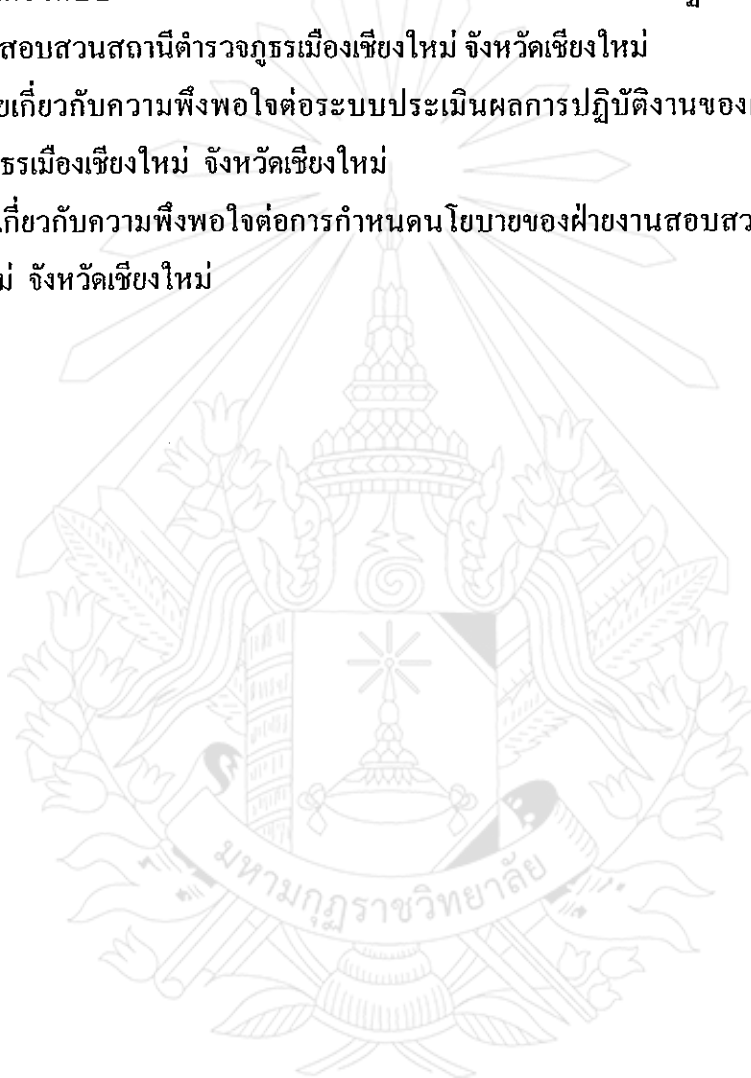 สอบสวนสถานีตำรวจภูธรเมืองเชียงใหม่ จังหวัดเชียงใหม่
เกี่ยวกับความพึงพอใจต่อระบบประเมินผลการปฏิบัติงานของ
ธรเมืองเชียงใหม่ จังหวัดเชียงใหม่
เกี่ยวกับความพึงพอใจต่อการกำหนดนโยบายของฝ่ายงานสอบสว
ม่ จังหวัดเชียงใหม่
มหามกุฏราชวิทยาลัย